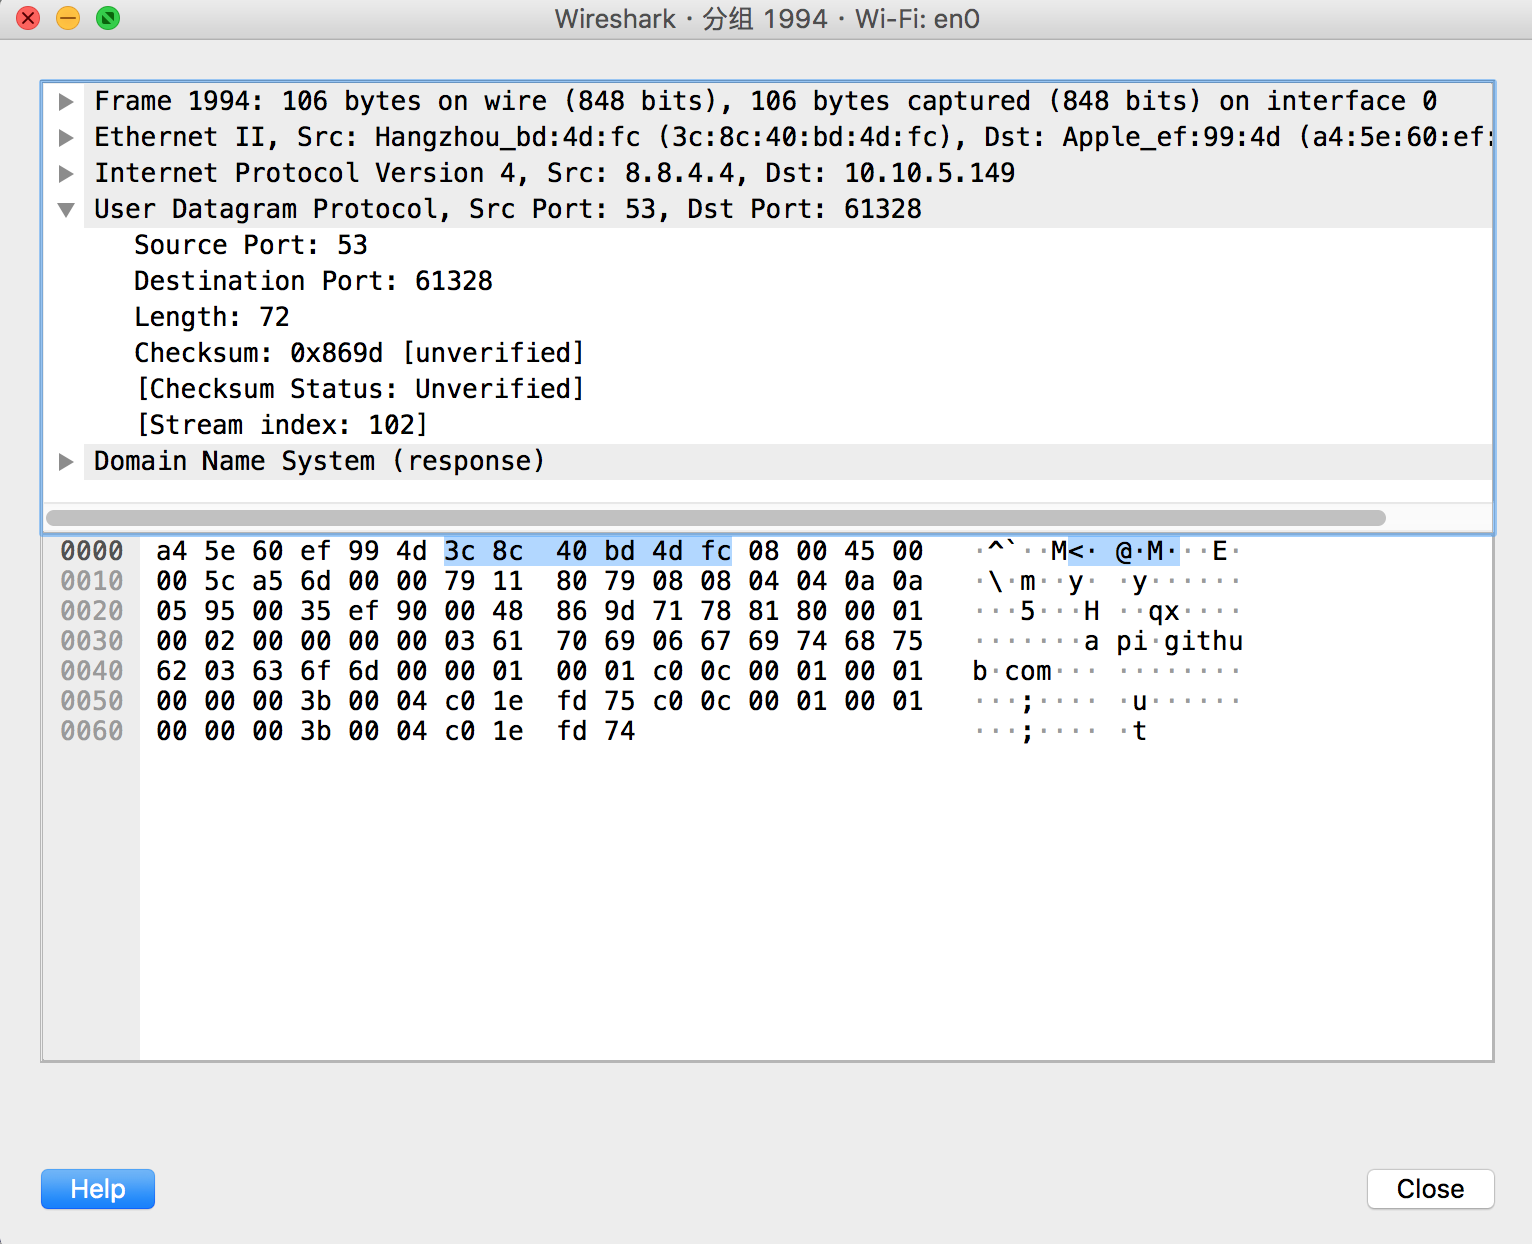 Wireshark · 分组 1994 · Wi-Fi: en0
Frame 1994: 106 bytes on wire (848 bits), 106 bytes captured (848 bits) on interface 0
Ethernet II, Src: Hangzhou_bd:4d:fc (3c:8c:40:bd:4d:fc), Dst: Apple_ef:99:4d (a4:5e:60:ef:
Internet Protocol Version 4, Src: 8.8.4.4, Dst: 10.10.5.149
User Datagram Protocol, Src Port: 53, Dst Port: 61328
Source Port: 53
Destination Port: 61328
Length: 72
Checksum: 0x869d [unverified]
[Checksum Status: Unverified]
[Stream index: 102]
Domain Name System (response)
0000 a4 5e 60 ef 99 4d 3c 8c 40 bd 4d fc 08 00 45 00 ·^`··M<· @·M···E·
0010 00 5c a5 6d 00 00 79 11 80 79 08 08 04 04 0a 0a ·\·m··y· ·y······
0020 05 95 00 35 ef 90 00 48 86 9d 71 78 81 80 00 01 ···5···H ··qx····
0030 00 02 00 00 00 00 03 61 70 69 06 67 69 74 68 75 ·······a pi·githu
0040 62 03 63 6f 6d 00 00 01 00 01 c0 0c 00 01 00 01 b·com··· ········
0050 00 00 00 3b 00 04 c0 1e fd 75 c0 0c 00 01 00 01 ···;···· ·u······
0060 00 00 00 3b 00 04 c0 1e fd 74 ···;···· ·t
Help
Close